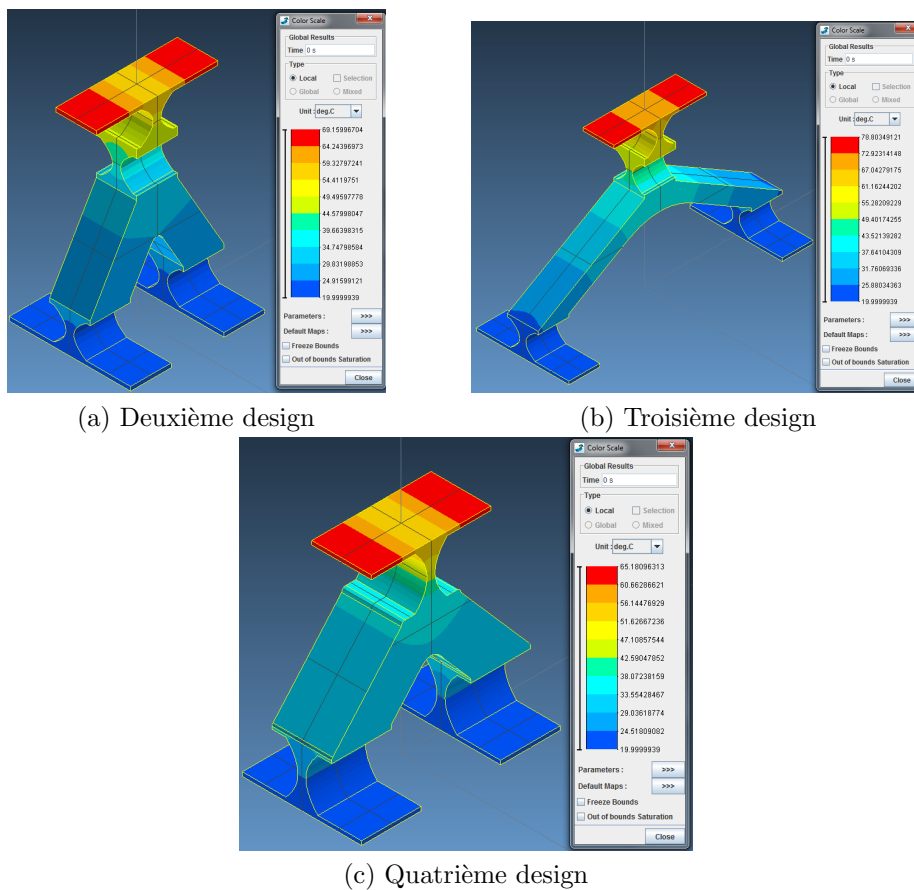 Color Scale
Global Results
Time 0 s
Type
Local Selection
Global Mixed
Unit : deg.C
69.15996704
64.24396973
59.32797241
54.4119751
49.49597778
44.57998047
39.66398315
34.74798584
29.83198853
24.91599121
19.9999939
Parameters : >>>
Default Maps : >>>
Freeze Bounds
Out of bounds Saturation
Close
(a) Deuxième design
Color Scale
Global Results
Time 0 s
Type
Local Selection
Global Mixed
Unit : deg.C
78.80349121
72.92314148
67.04279175
61.16244202
55.28209229
49.40174255
43.52139282
37.64104309
31.76069336
25.88034363
19.9999939
Parameters : >>>
Default Maps : >>>
Freeze Bounds
Out of bounds Saturation
Close
(b) Troisième design
Color Scale
Global Results
Time 0 s
Type
Local Selection
Global Mixed
Unit : deg.C
65.18096313
60.66286621
56.14476929
51.62667236
47.10857544
42.59047852
38.07238159
33.55428467
29.03618774
24.51809082
19.9999939
Parameters : >>>
Default Maps : >>>
Freeze Bounds
Out of bounds Saturation
Close
(c) Quatrième design